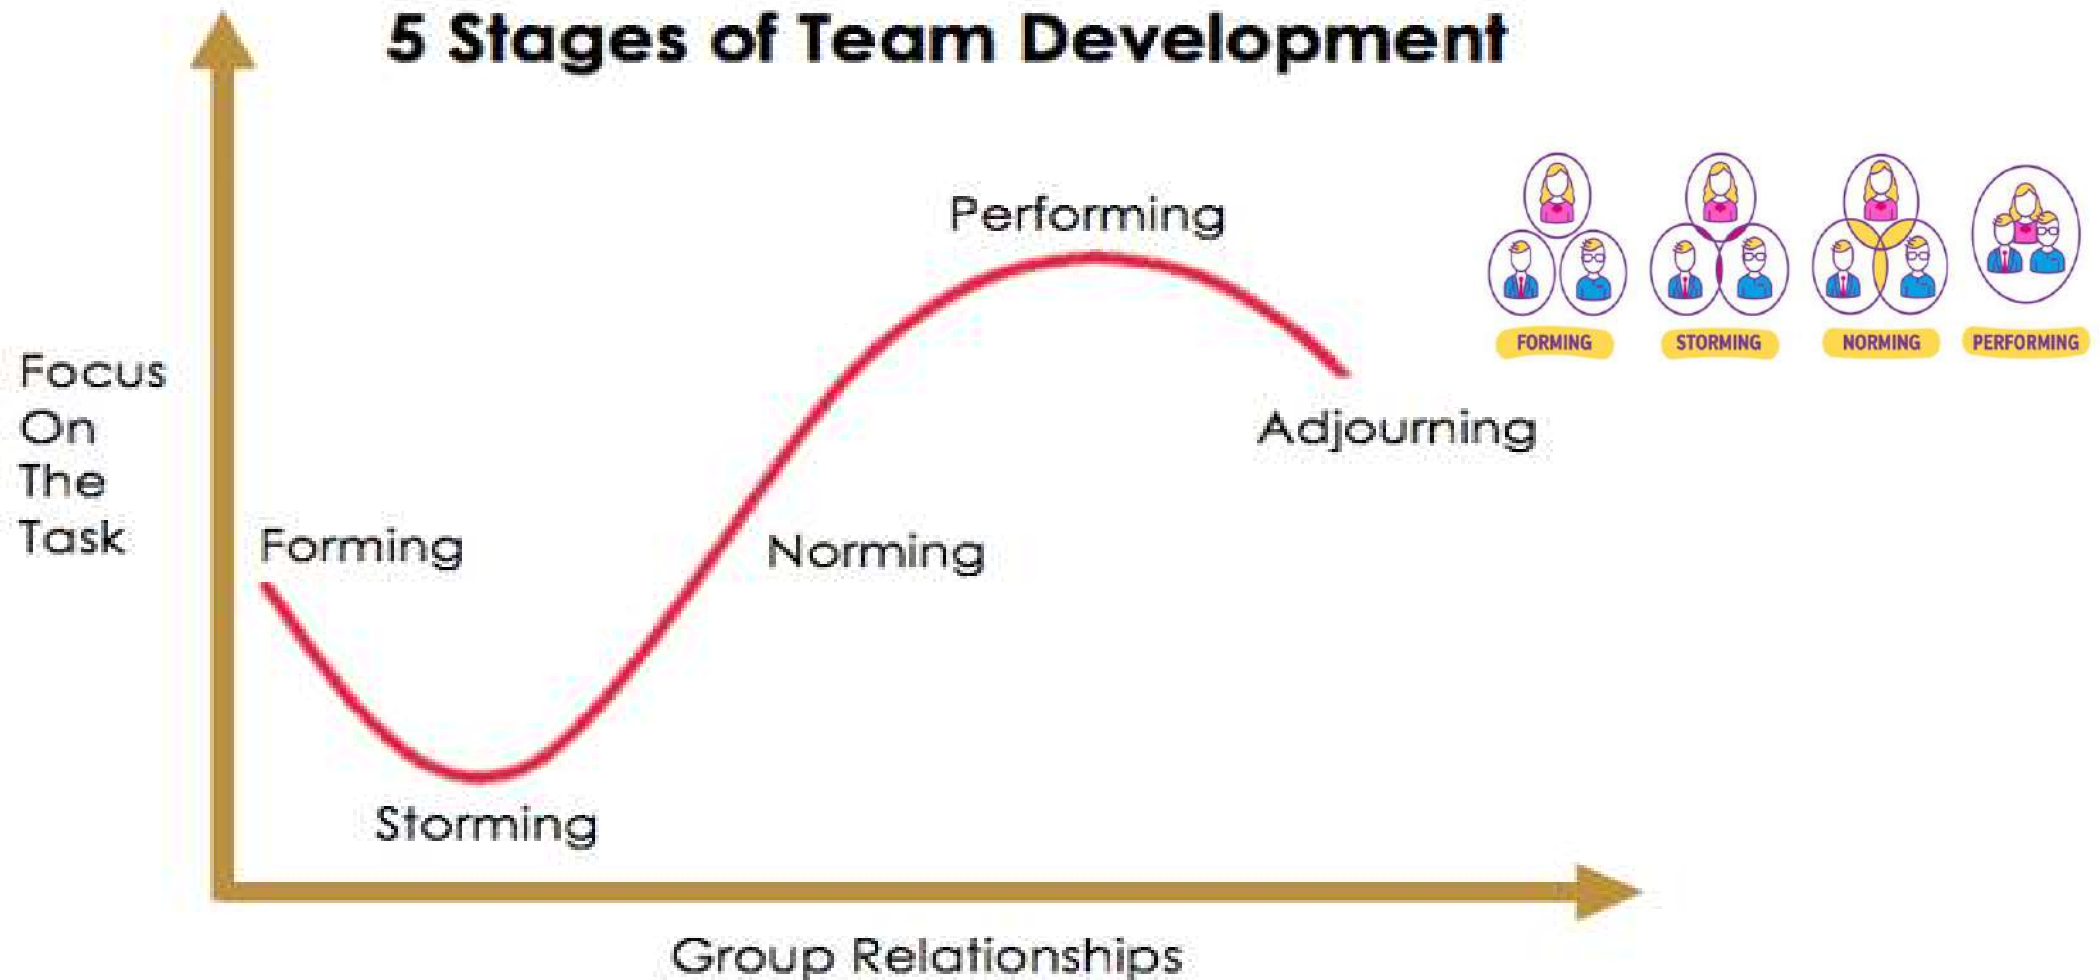 5 Stages of Team Development
Performing
FORMING
STORMING
NORMING
PERFORMING
Focus
On
The
Task
Adjourning
Forming
Norming
Storming
Group Relationships